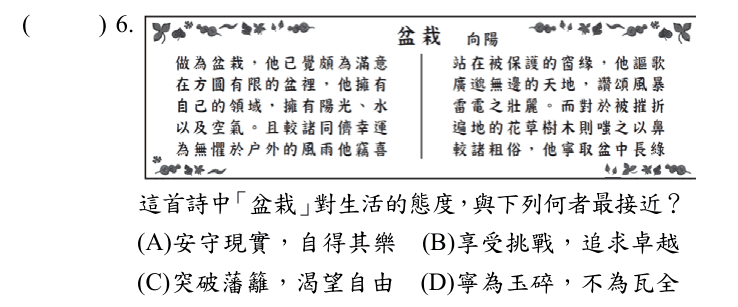 (　　) 6.
盆栽　向陽
做為盆栽，他已覺頗為滿意
在方圓有限的盆裡，他擁有
自己的領域，擁有陽光、水
以及空氣。且較諸同儕幸運
為無懼於户外的風雨他竊喜
站在被保護的窗緣，他謳歌
廣邈無邊的天地，讚頌風暴
雷電之壯麗。而對於被摧折
遍地的花草樹木則嗤之以鼻
較諸粗俗，他寧取盆中長綠
這首詩中「盆栽」對生活的態度，與下列何者最接近？
(A)安守現實，自得其樂　(B)享受挑戰，追求卓越
(C)突破藩籬，渴望自由　(D)寧為玉碎，不為瓦全